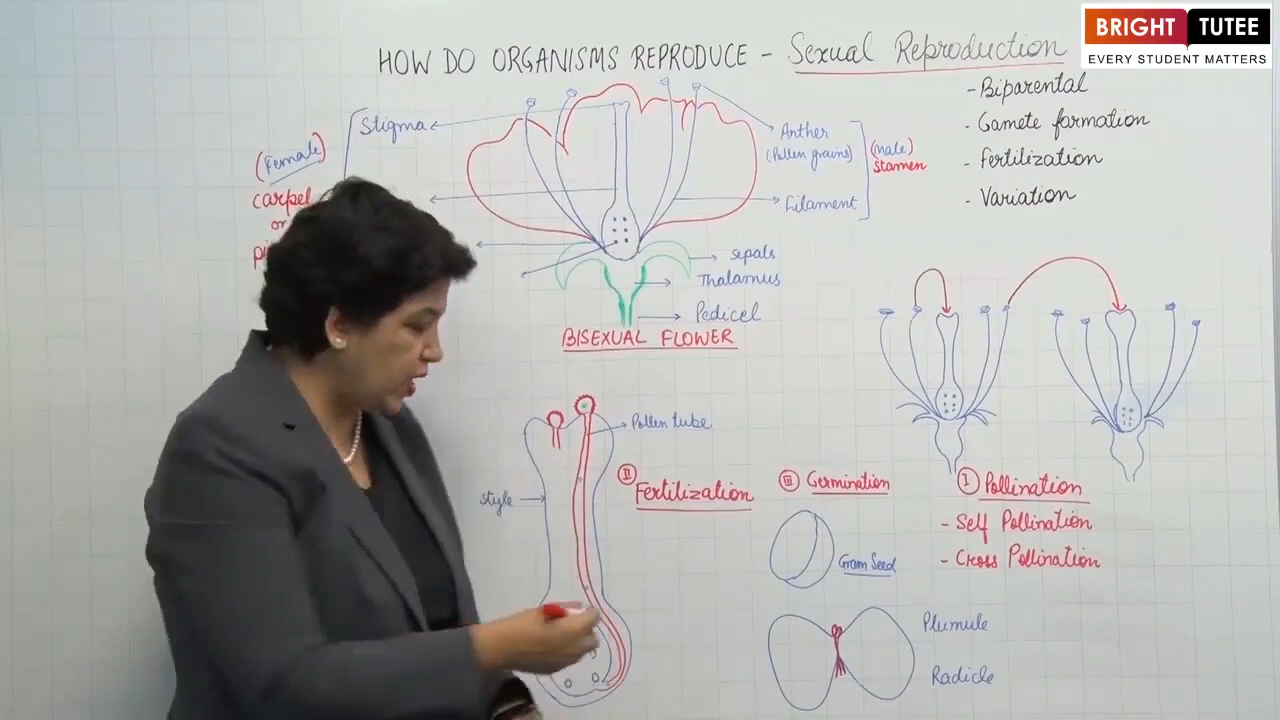 BRIGHT TUTEE
EVERY STUDENT MATTERS
HOW DO ORGANISMS REPRODUCE - Sexual Reproduction
- Biparental
- Gamete formation
- Fertilization
- Variation
Stigma
(Female)
carpel
or
Anther
(Pollen grains)
(male)
Stamen
Filament
sepals
Thalamus
Pedicel
BISEXUAL FLOWER
Pollen tube
style
II Fertilization
III Germination
Gram Seed
Plumule
Radicle
I Pollination
- Self Pollination
- Cross Pollination